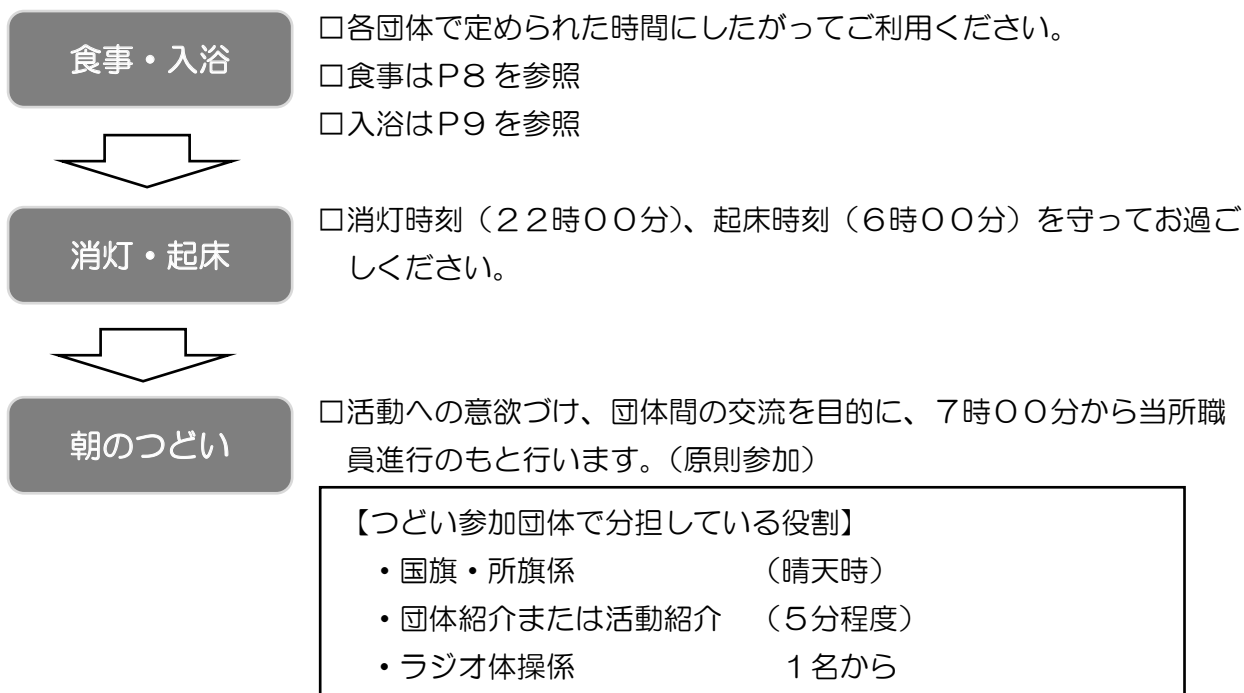 食事・入浴
□各団体で定められた時間にしたがってご利用ください。
□食事はP8を参照
□入浴はP9を参照
消灯・起床
□消灯時刻（22時00分）、起床時刻（6時00分）を守ってお過ご
しください。
朝のつどい
□活動への意欲づけ、団体間の交流を目的に、7時00分から当所職
員進行のもと行います。（原則参加）
【つどい参加団体で分担している役割】
・国旗・所旗係　（晴天時）
・団体紹介または活動紹介　（5分程度）
・ラジオ体操係　1名から